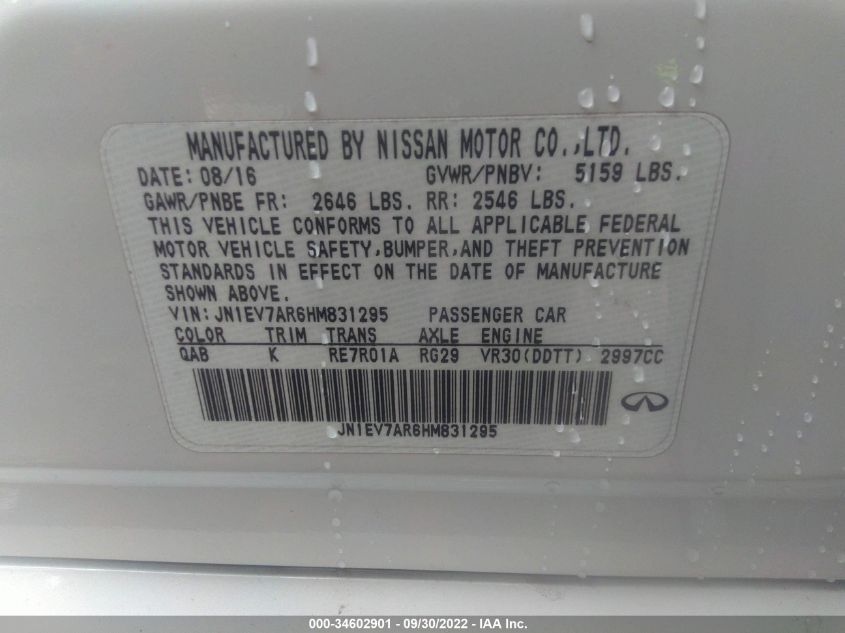 MANUFACTURED BY NISSAN MOTOR CO.,LTD.
DATE: 08/16 GVWR/PNBV: 5159 LBS.
GAWR/PNBE FR: 2646 LBS. RR: 2546 LBS.
THIS VEHICLE CONFORMS TO ALL APPLICABLE FEDERAL
MOTOR VEHICLE SAFETY,BUMPER,AND THEFT PREVENTION
STANDARDS IN EFFECT ON THE DATE OF MANUFACTURE
SHOWN ABOVE.
VIN: JN1EV7AR6HM831295 PASSENGER CAR
COLOR TRIM TRANS AXLE ENGINE
QAB K RE7R01A RG29 VR30(DDTT) 2997CC
JN1EV7AR6HM831295
000-34602901 - 09/30/2022 - VIN Sticker -